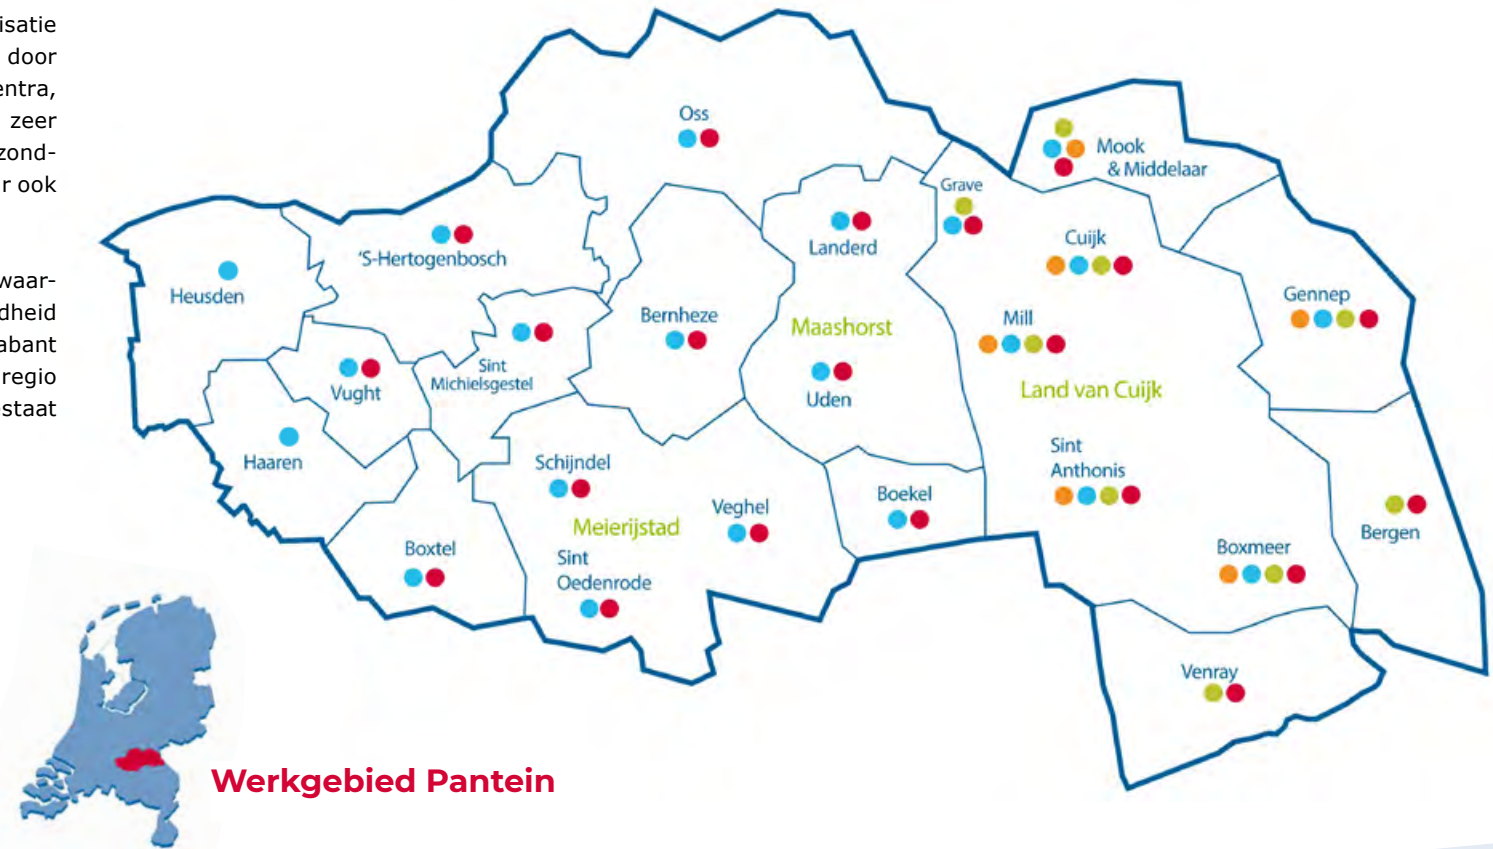 isatie
door
entra,
zeer
zond-
r ook
waar-
dheid
abant
regio
estaat
Oss
Mook
& Middelaar
Grave
'S-Hertogenbosch
Landerd
Cuijk
Heusden
Gennep
Bernheze
Maashorst
Mill
Sint
Michielsgestel
Vught
Uden
Land van Cuijk
Haaren
Schijndel
Sint
Anthonis
Boekel
Veghel
Meierijstad
Bergen
Boxtel
Sint
Oedenrode
Boxmeer
Venray
Werkgebied Pantein